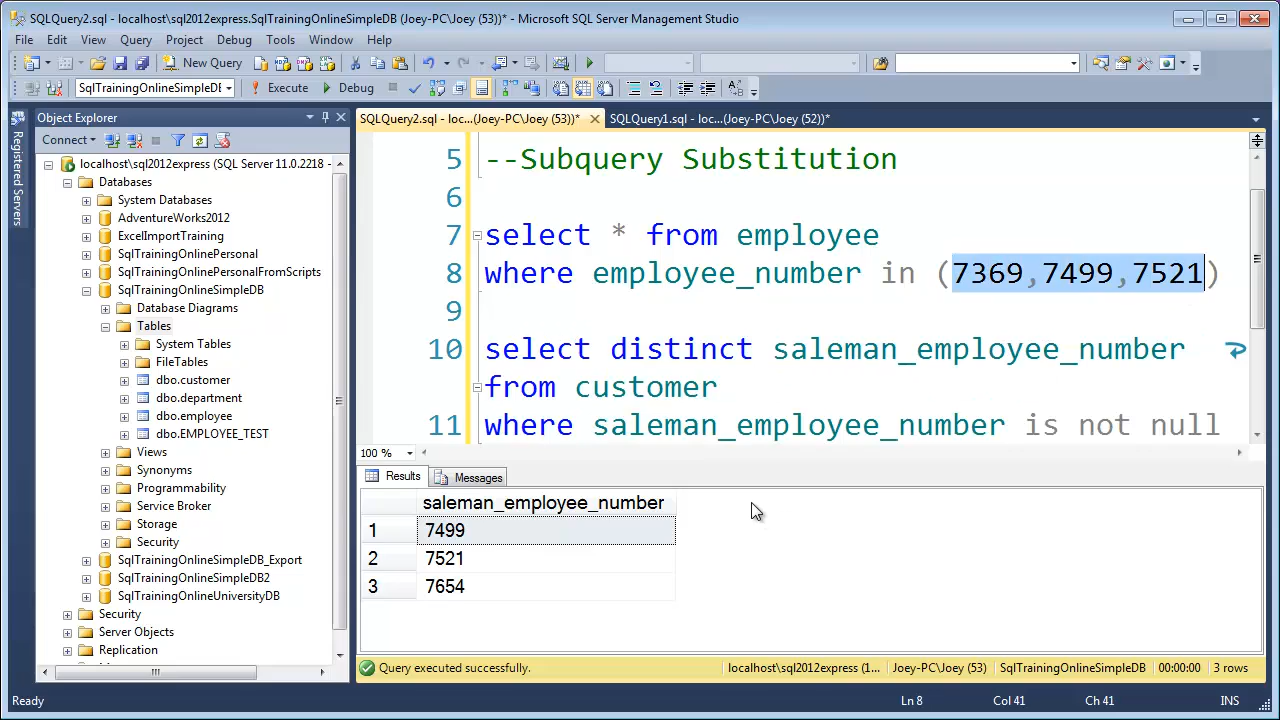 SQLQuery2.sql - localhost\sql2012express.SqlTrainingOnlineSimpleDB (Joey-PC\Joey (53))* - Microsoft SQL Server Management Studio
File Edit View Query Project Debug Tools Window Help
New Query
SqlTrainingOnlineSimpleDE Execute Debug
Registered Servers
Object Explorer
Connect
localhost\sql2012express (SQL Server 11.0.2218 -
Databases
System Databases
AdventureWorks2012
ExcelImportTraining
SqlTrainingOnlinePersonal
SqlTrainingOnlinePersonalFromScripts
SqlTrainingOnlineSimpleDB
Database Diagrams
Tables
System Tables
FileTables
dbo.customer
dbo.department
dbo.employee
dbo.EMPLOYEE_TEST
Views
Synonyms
Programmability
Service Broker
Storage
Security
SqlTrainingOnlineSimpleDB_Export
SqlTrainingOnlineSimpleDB2
SqlTrainingOnlineUniversityDB
Security
Server Objects
Replication
SQLQuery2.sql - loc...(Joey-PC\Joey (53))* SQLQuery1.sql - loc...(Joey-PC\Joey (52))*
5 --Subquery Substitution
6
7 select * from employee
8 where employee_number in (7369,7499,7521)
9
10 select distinct saleman_employee_number
from customer
11 where saleman_employee_number is not null
100 %
Results Messages
saleman_employee_number
1 7499
2 7521
3 7654
Query executed successfully. localhost\sql2012express (1... Joey-PC\Joey (53) SqlTrainingOnlineSimpleDB 00:00:00 3 rows
Ready Ln 8 Col 41 Ch 41 INS